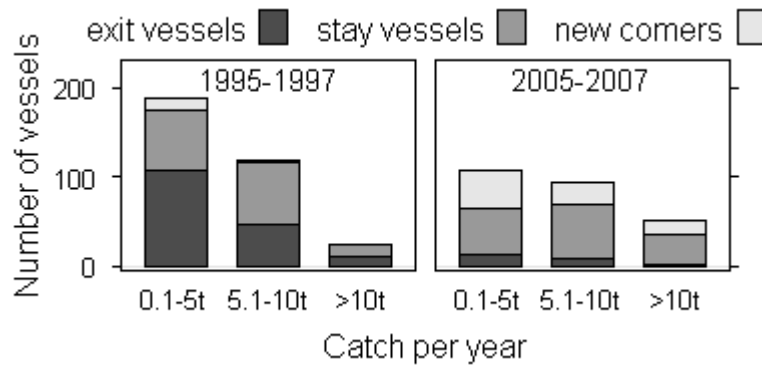 exit vessels stay vessels new comers
1995-1997 2005-2007
Number of vessels
200
100
0
0.1-5t 5.1-10t >10t 0.1-5t 5.1-10t >10t
Catch per year